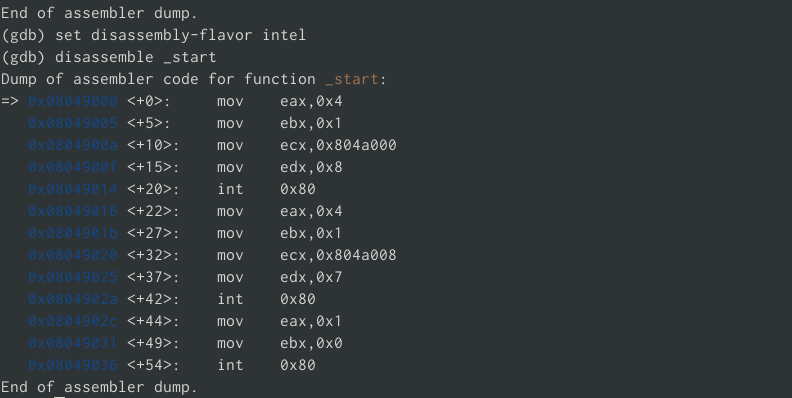 End of assembler dump.
(gdb) set disassembly-flavor intel
(gdb) disassemble _start
Dump of assembler code for function _start:
=> 0x08049000 <+0>:     mov    eax,0x4
   0x08049005 <+5>:     mov    ebx,0x1
   0x0804900a <+10>:    mov    ecx,0x804a000
   0x0804900f <+15>:    mov    edx,0x8
   0x08049014 <+20>:    int    0x80
   0x08049016 <+22>:    mov    eax,0x4
   0x0804901b <+27>:    mov    ebx,0x1
   0x08049020 <+32>:    mov    ecx,0x804a008
   0x08049025 <+37>:    mov    edx,0x7
   0x0804902a <+42>:    int    0x80
   0x0804902c <+44>:    mov    eax,0x1
   0x08049031 <+49>:    mov    ebx,0x0
   0x08049036 <+54>:    int    0x80
End of assembler dump.